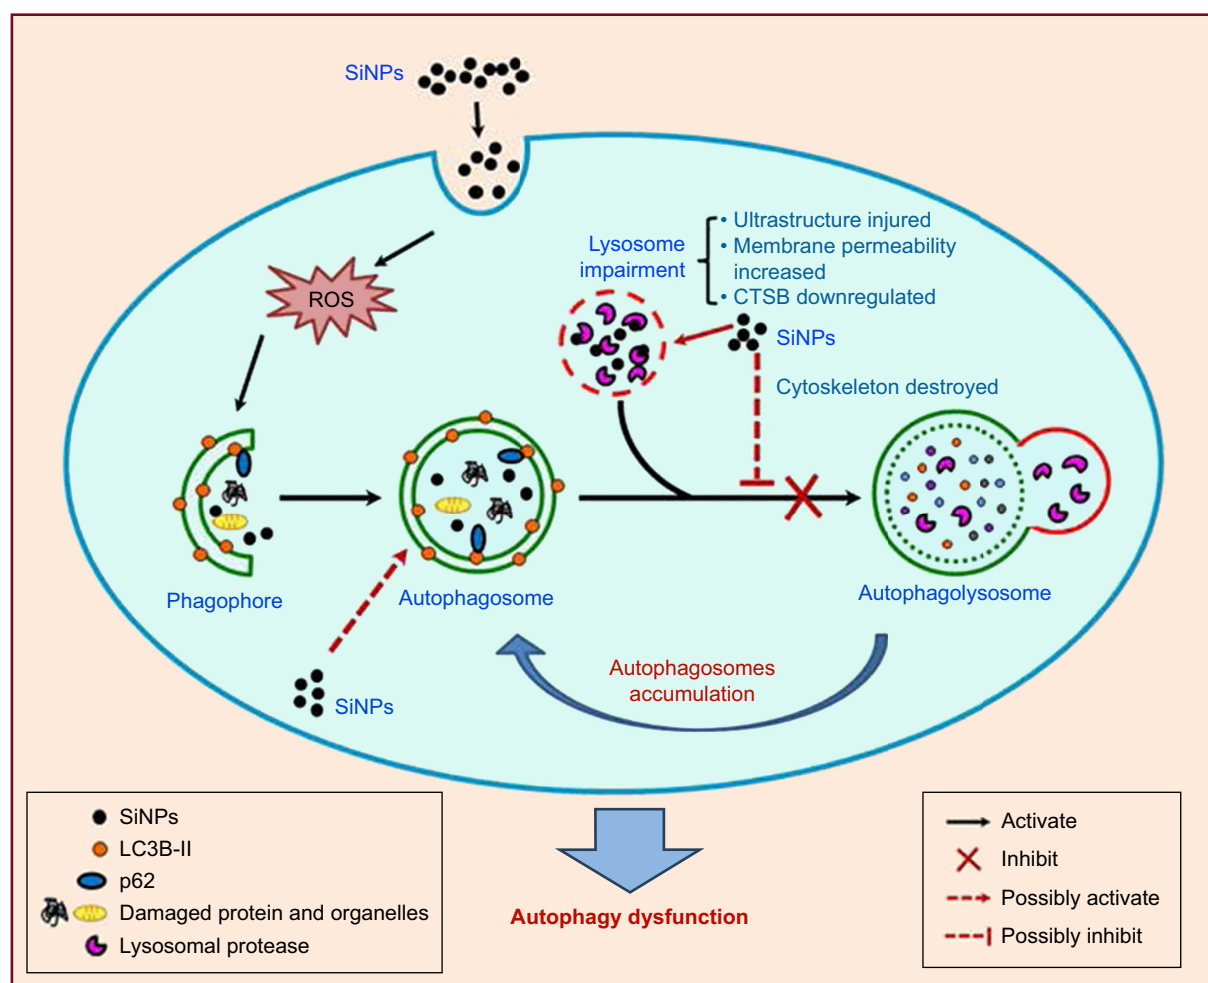 SiNPs
• Ultrastructure injured
• Membrane permeability
increased
• CTSB downregulated
Lysosome
impairment
ROS
SiNPs
Cytoskeleton destroyed
Phagophore
Autophagosome
Autophagolysosome
SiNPs
Autophagosomes
accumulation
SiNPs
LC3B-II
p62
Damaged protein and organelles
Lysosomal protease
Autophagy dysfunction
Activate
Inhibit
Possibly activate
Possibly inhibit